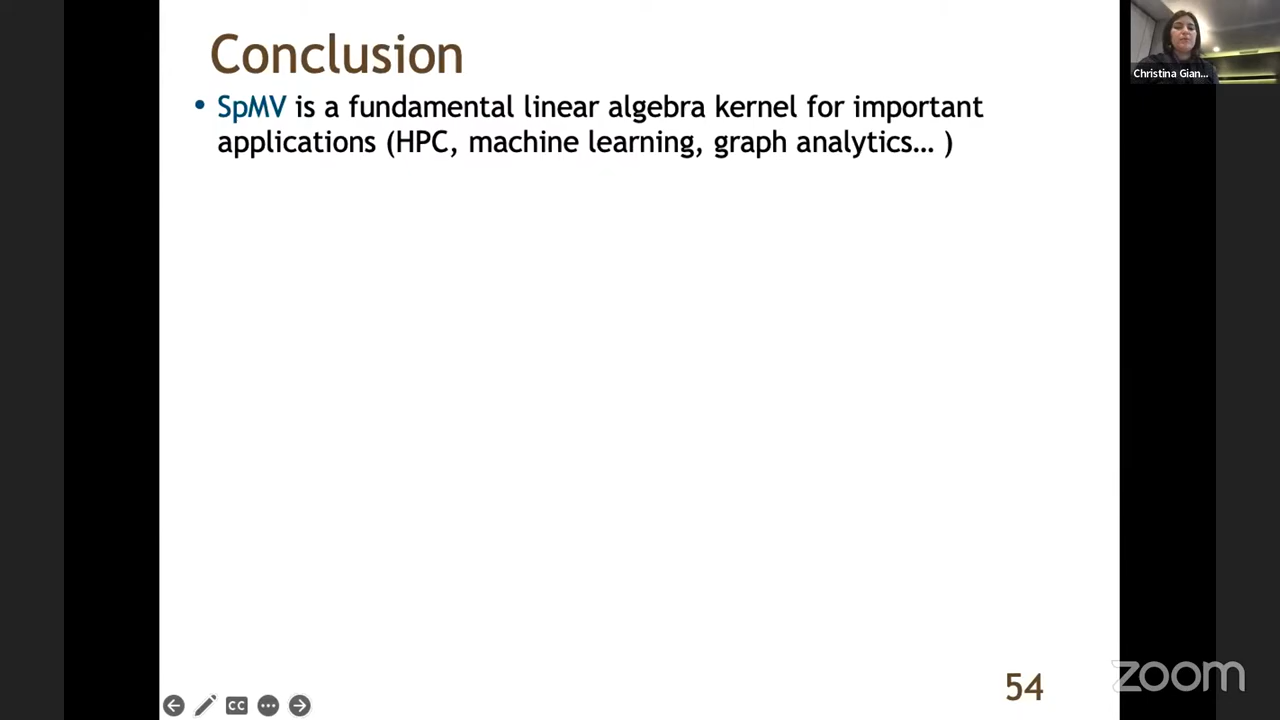 Conclusion
• SpMV is a fundamental linear algebra kernel for important
applications (HPC, machine learning, graph analytics… )
54
Christina Gian...
zoom
CC